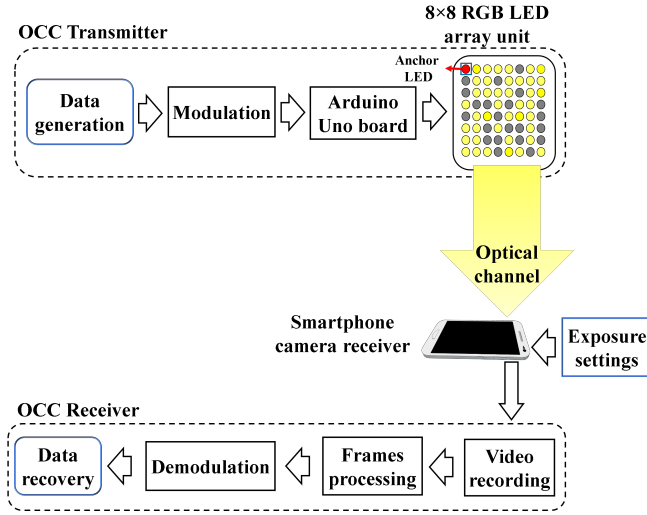 8×8 RGB LED
array unit
OCC Transmitter
Anchor
LED
Data
generation
Modulation
Arduino
Uno board
Optical
channel
Smartphone
camera receiver
Exposure
settings
OCC Receiver
Data
recovery
Demodulation
Frames
processing
Video
recording